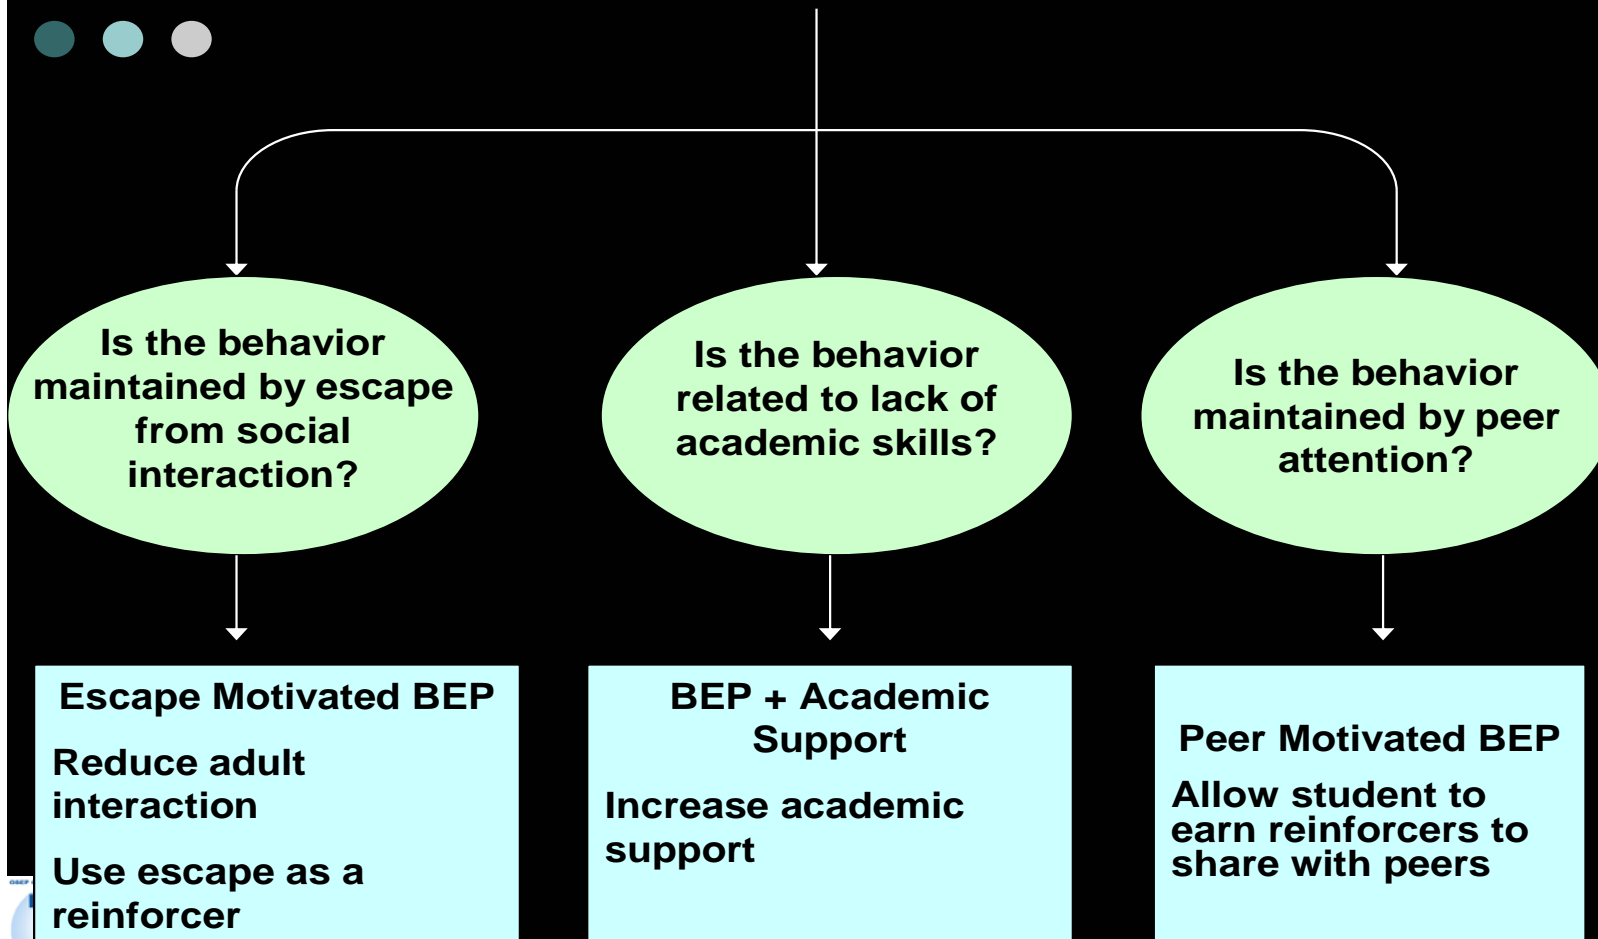 Is the behavior
maintained by escape
from social
interaction?
Is the behavior
related to lack of
academic skills?
Is the behavior
maintained by peer
attention?
Escape Motivated BEP
Reduce adult
interaction
Use escape as a
reinforcer
BEP + Academic
Support
Increase academic
support
Peer Motivated BEP
Allow student to
earn reinforcers to
share with peers
OSEP